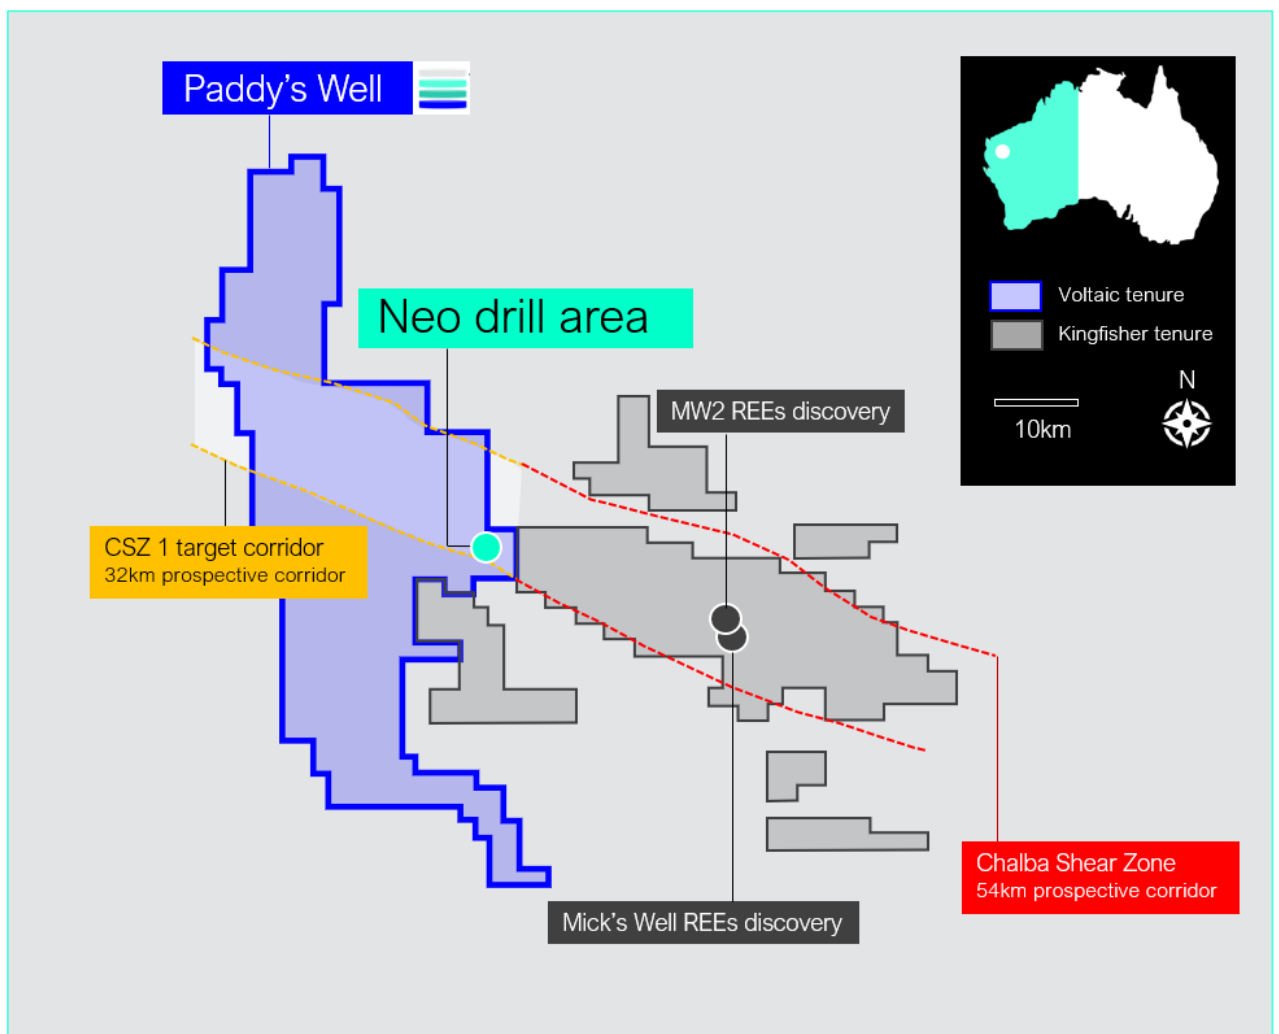 Paddy's Well
Neo drill area
MW2 REEs discovery
CSZ 1 target corridor
32km prospective corridor
Mick's Well REEs discovery
Chalba Shear Zone
54km prospective corridor
Voltaic tenure
Kingfisher tenure
N
10km